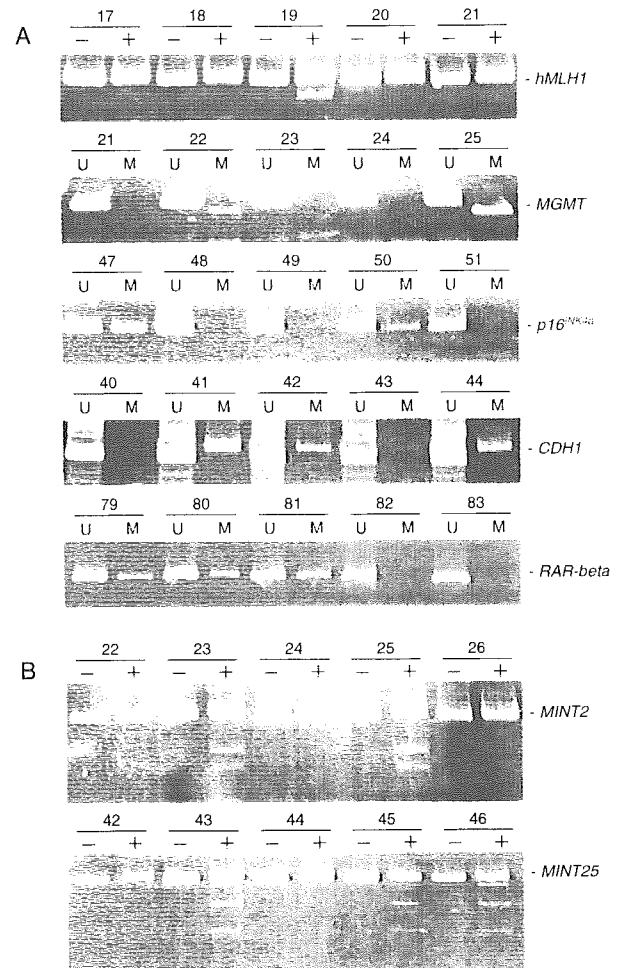 17 18 19 20 21
A
− + − + − + − + − +
- hMLH1
21 22 23 24 25
U M U M U M U M U M
- MGMT
47 48 49 50 51
U M U M U M U M U M
- p16INK4a
40 41 42 43 44
U M U M U M U M U M
- CDH1
79 80 81 82 83
U M U M U M U M U M
- RAR-beta
B
22 23 24 25 26
− + − + − + − + − +
- MINT2
42 43 44 45 46
− + − + − + − + − +
- MINT25